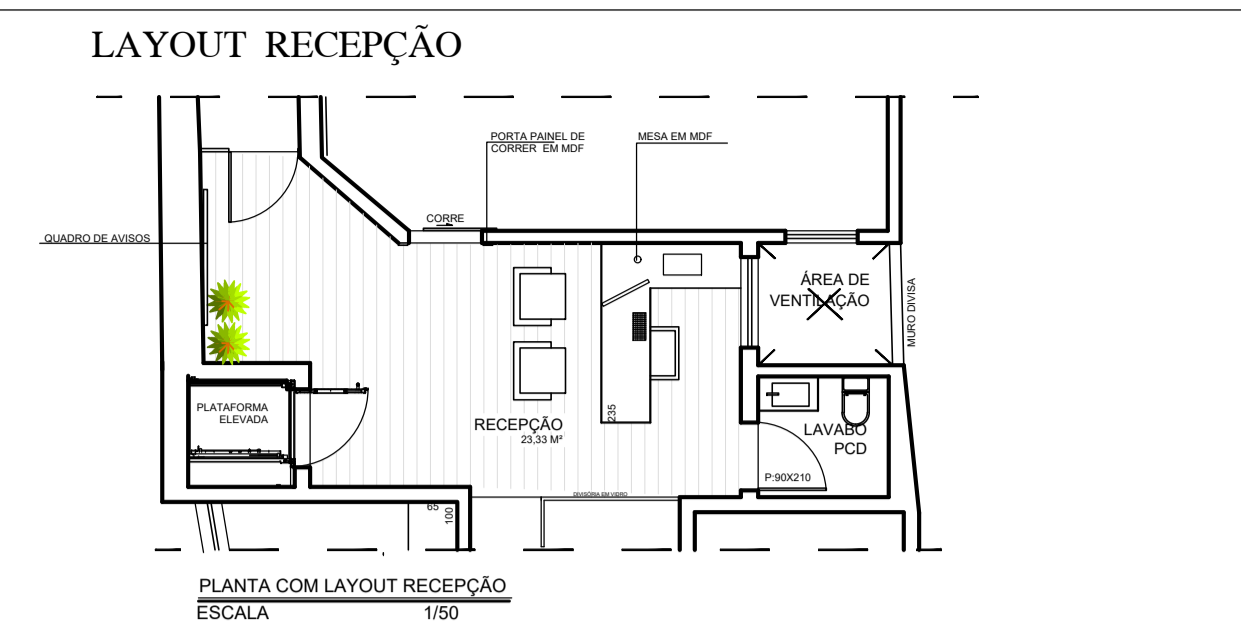 LAYOUT RECEPÇÃO
PORTA PAINEL DE
CORRER EM MDF
MESA EM MDF
CORRE
QUADRO DE AVISOS
ÁREA DE
VENTILAÇÃO
MURO DIVISA
PLATAFORMA
ELEVADA
RECEPÇÃO
23,33 M²
235
LAVABO
PCD
P:90X210
DIVISÓRIA EM VIDRO
65
100
PLANTA COM LAYOUT RECEPÇÃO
ESCALA 1/50